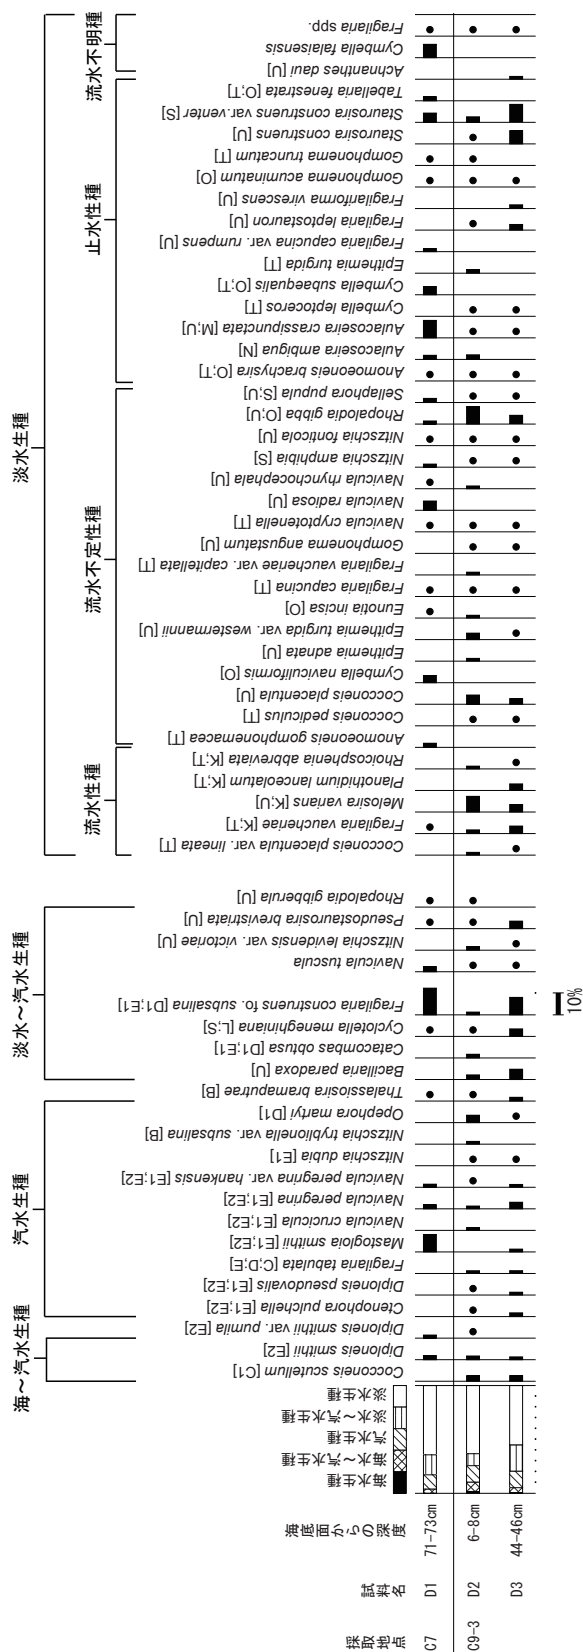 採取地点
試料名
海底面からの深度
海水生種
海水～汽水生種
汽水生種
淡水～汽水生種
淡水生種
海～汽水生種
Cocconeis scutellum [C1]
Diploneis smithii [E2]
Diploneis smithii var. pumila [E2]
汽水生種
Ctenophora pulchella [E1;E2]
Diploneis pseudovalis [E1;E2]
Fragilaria tabulata [C;D;E]
Mastogloia smithii [E1;E2]
Navicula crucicula [E1;E2]
Navicula peregrina [E1;E2]
Navicula peregrina var. hankensis [E1;E2]
Nitzschia dubia [E1]
Nitzschia tryblionella var. subsalina [B]
Opephora martyi [D1]
Thalassiosira bramaputrae [B]
淡水～汽水生種
Bacillaria paradoxa [U]
Catacombas obtusa [D1;E1]
Cyclotella meneghiniana [L,S]
Fragilaria construens fo. subsalina [D1;E1]
Navicula tuscula
Nitzschia levidensis var. victoriae [U]
Pseudostaurosira brevistriata [U]
Rhopalodia gibberula [U]
淡水生種
流水性種
Cocconeis placentula var. lineata [T]
Fragilaria vaucheriae [K,T]
Melosira varians [K,U]
Planothidium lanceolatum [K;T]
Rhoicosphenia abbreviata [K,T]
流水不定性種
Anomoeoneis gomphonemacea [T]
Cocconeis pediculus [T]
Cocconeis placentula [U]
Cymbella naviculiformis [O]
Epithemia adnata [U]
Epithemia turgida var. westermannii [U]
Eunotia incisa [O]
Fragilaria capucina [T]
Fragilaria vaucheriae var. capitellata [T]
Gomphonema angustatum [U]
Navicula cryptotenella [T]
Navicula radiosa [U]
Navicula rhynchocephala [U]
Nitzschia amphibia [S]
Nitzschia fonticola [U]
Rhopalodia gibba [O;U]
Sellaphora pupula [S;U]
止水性種
Anomoeoneis brachysira [O,T]
Aulacoseira ambigua [N]
Aulacoseira crassipunctata [M;U]
Cymbella leptoceros [T]
Cymbella subaequalis [O;T]
Epithemia turgida [T]
Fragilaria capucina var. rumpens [U]
Fragilaria leptostauron [U]
Fragilariforma virescens [U]
Gomphonema acuminatum [O]
Gomphonema truncatum [T]
Staurosira construens [U]
Staurosira construens var.venter [S]
Tabellaria fenestrata [O;T]
流水不明種
Achnanthes daui [U]
Cymbella falaisensis
Fragilaria spp.
C7 D1 71-73cm
C9-3 D2 6-8cm
D3 44-46cm
10%